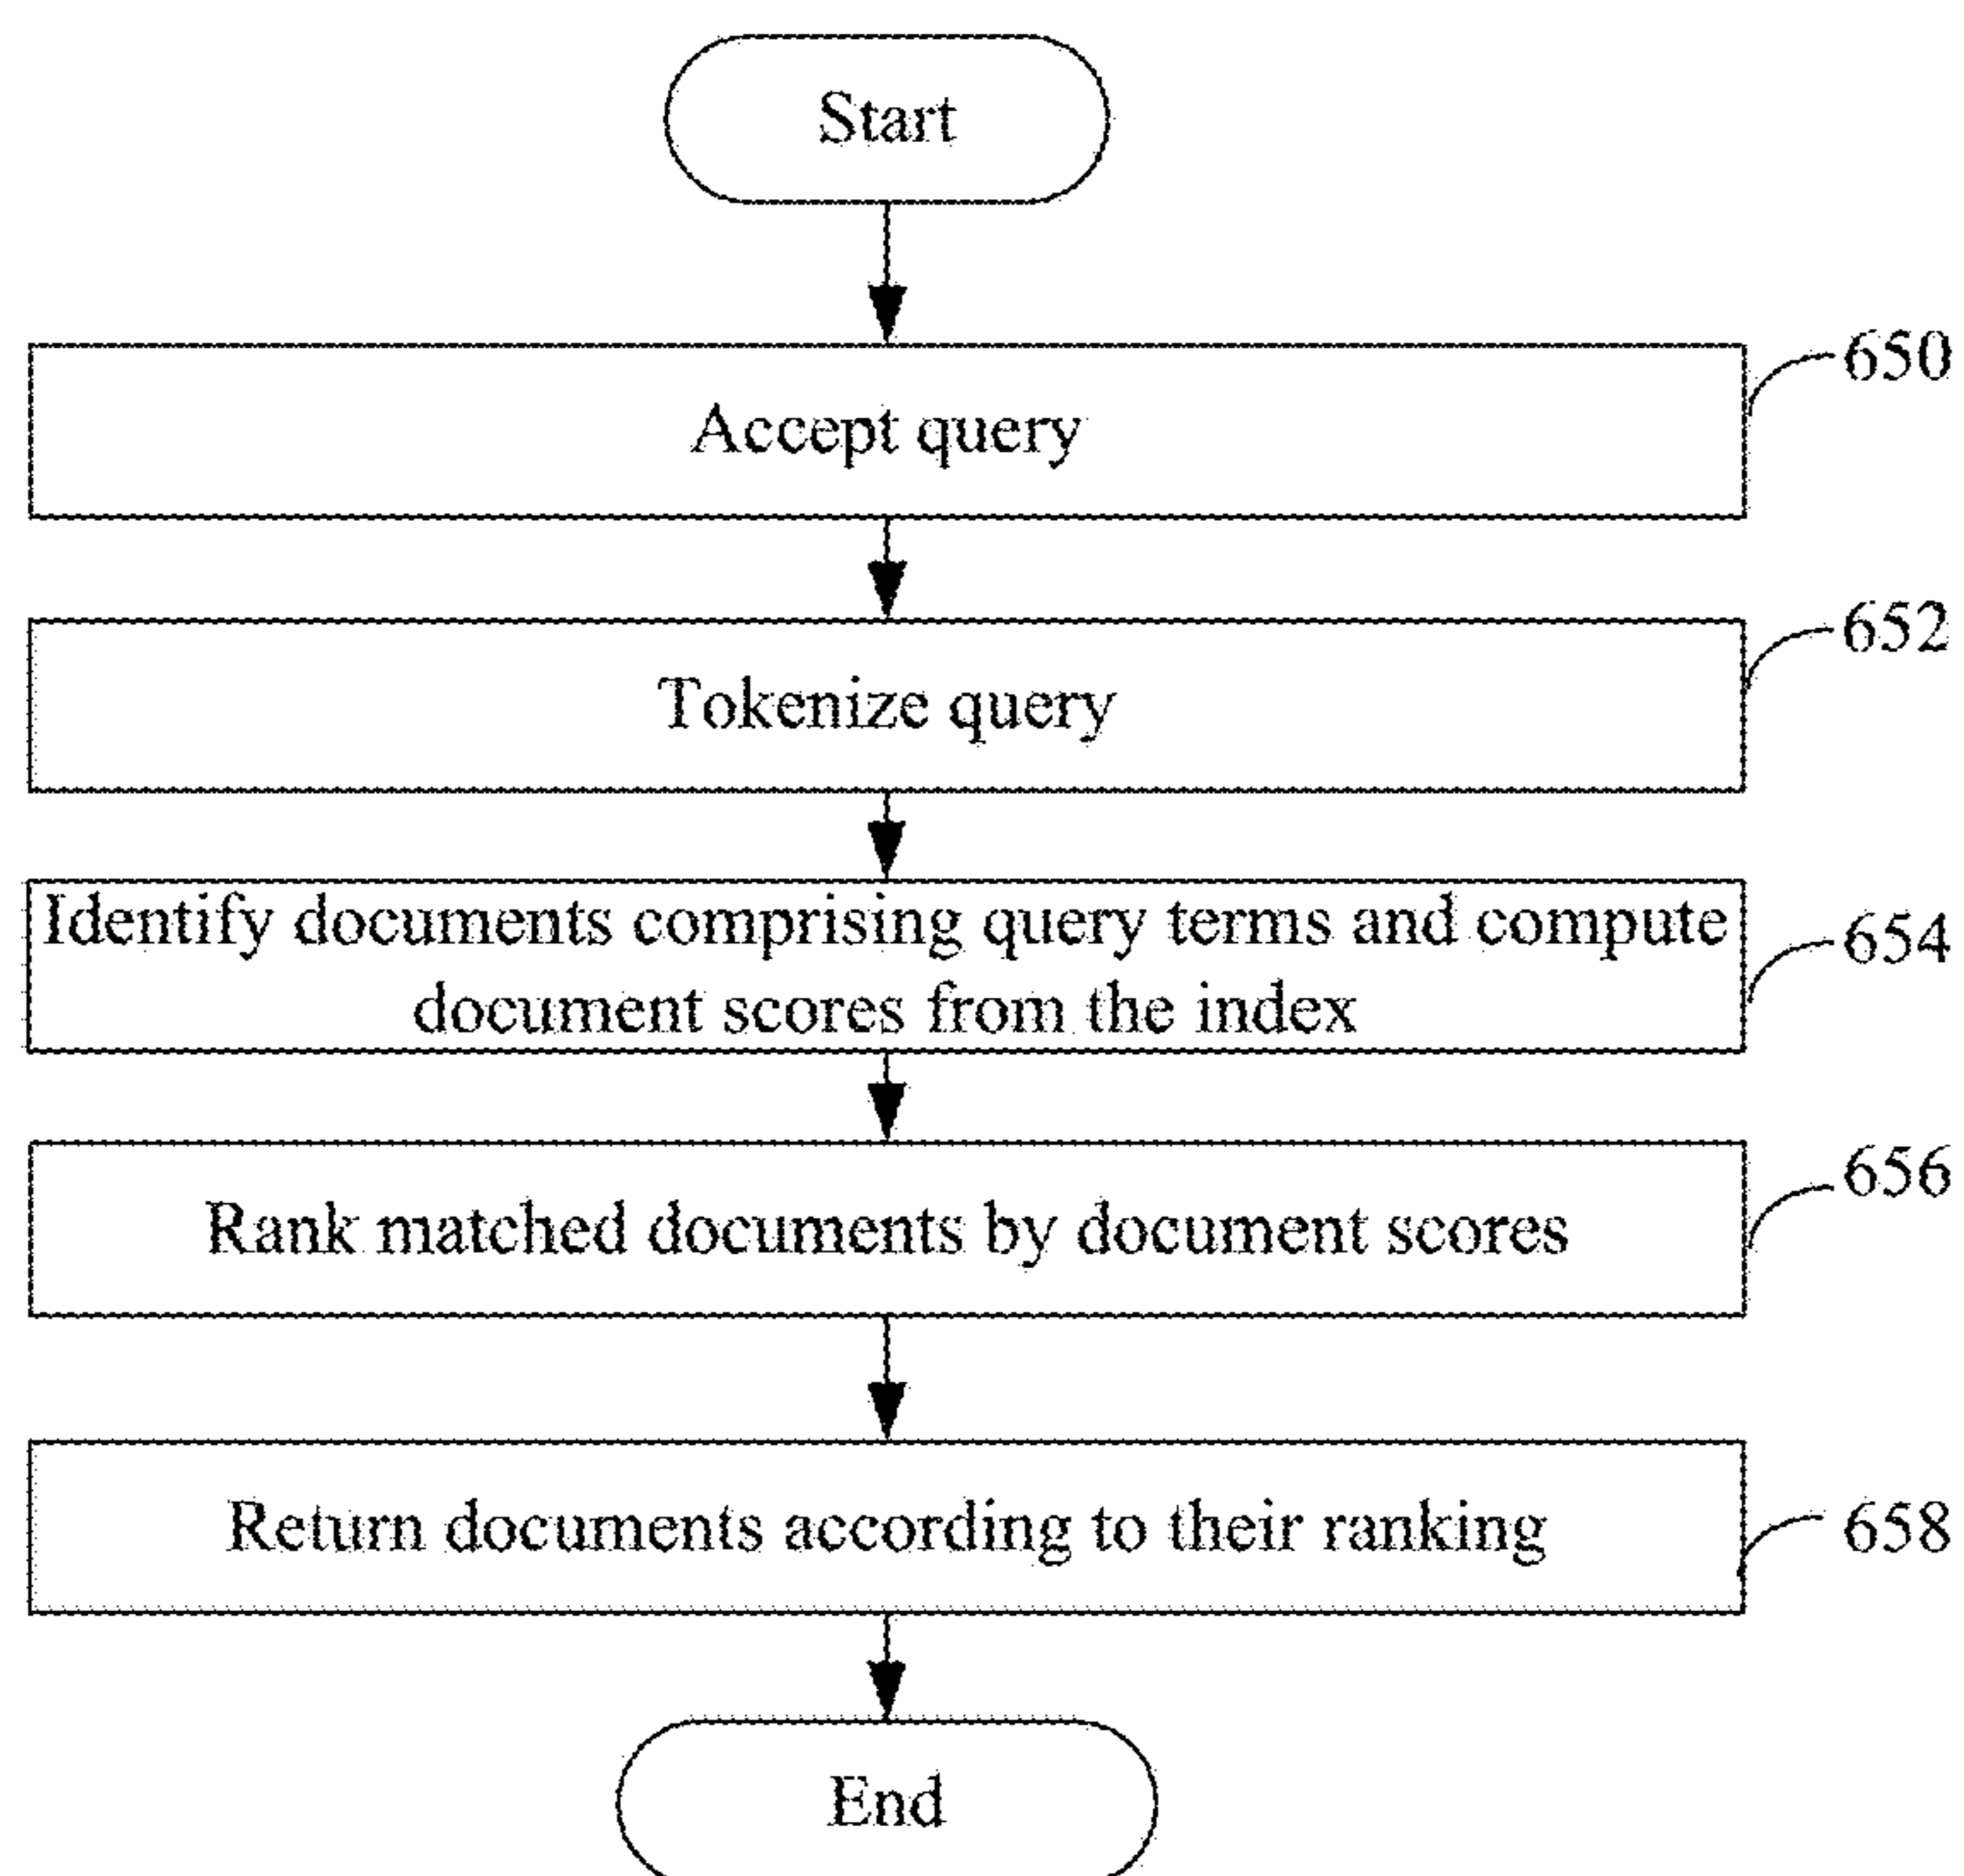 Start
650
Accept query
652
Tokenize query
Identify documents comprising query terms and compute
654
document scores from the index
656
Rank matched documents by document scores
Return documents according to their ranking
658
End